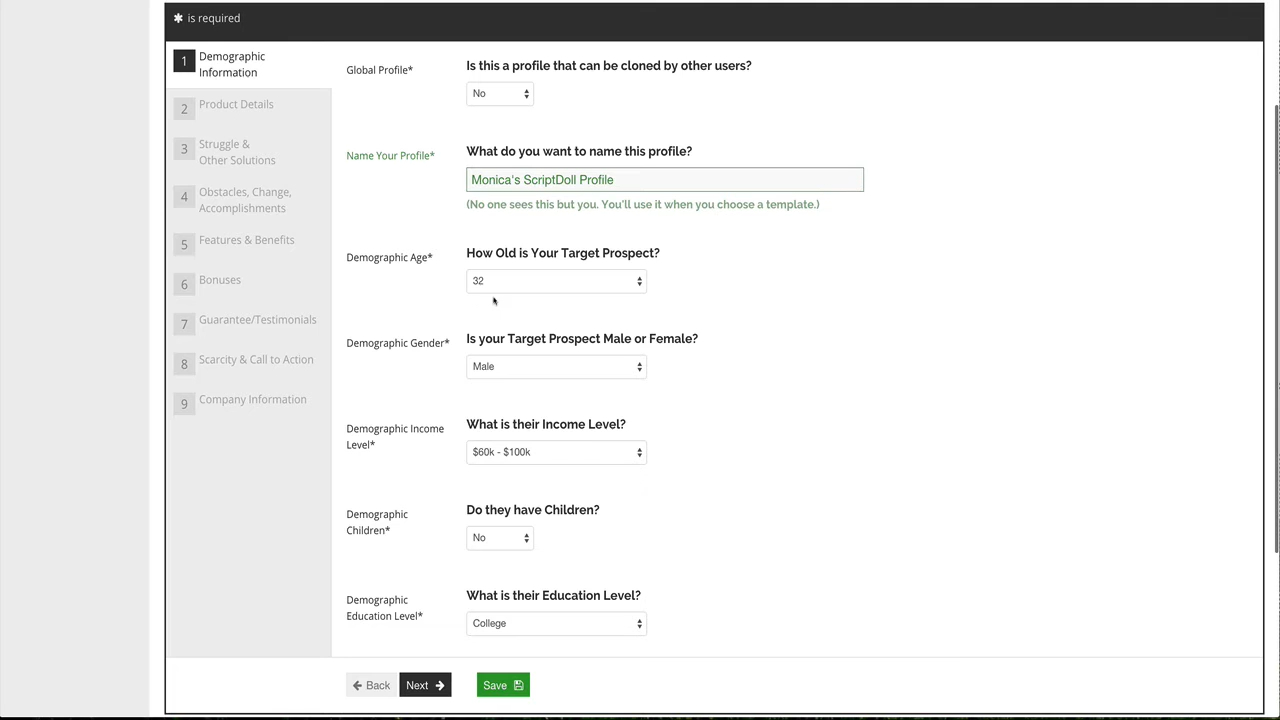 ✱ is required
1 Demographic
Information
2 Product Details
3 Struggle &
Other Solutions
4 Obstacles, Change,
Accomplishments
5 Features & Benefits
6 Bonuses
7 Guarantee/Testimonials
8 Scarcity & Call to Action
9 Company Information
Global Profile*
Is this a profile that can be cloned by other users?
No
Name Your Profile*
What do you want to name this profile?
Monica's ScriptDoll Profile
(No one sees this but you. You'll use it when you choose a template.)
Demographic Age*
How Old is Your Target Prospect?
32
Demographic Gender*
Is your Target Prospect Male or Female?
Male
Demographic Income
Level*
What is their Income Level?
$60k - $100k
Demographic
Children*
Do they have Children?
No
Demographic
Education Level*
What is their Education Level?
College
Back
Next
Save